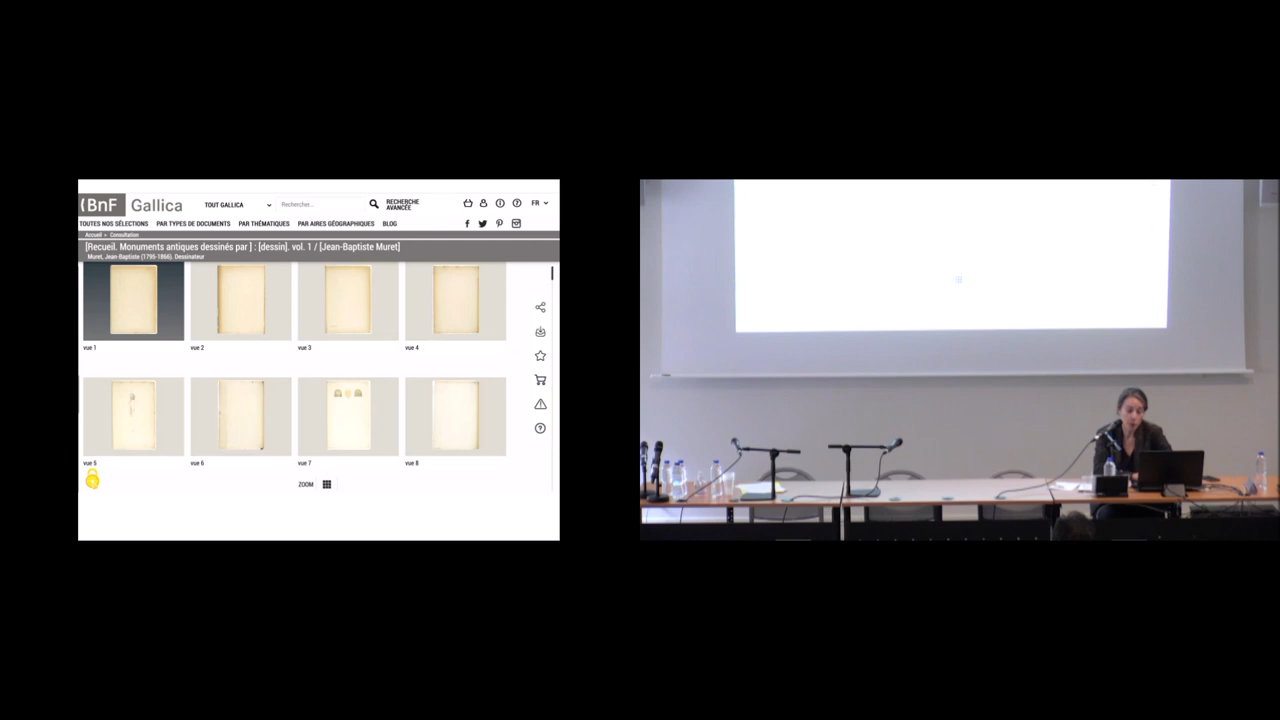 (BnF Gallica
TOUT GALLICA
Rechercher...
RECHERCHE
AVANCÉE
FR
TOUTES NOS SÉLECTIONS PAR TYPES DE DOCUMENTS PAR THÉMATIQUES PAR AIRES GÉOGRAPHIQUES BLOG
Accueil > Consultation
[Recueil. Monuments antiques dessinés par ] : [dessin]. vol. 1 / [Jean-Baptiste Muret]
Muret, Jean-Baptiste (1795-1866). Dessinateur
vue 1 vue 2 vue 3 vue 4
vue 5 vue 6 vue 7 vue 8
ZOOM